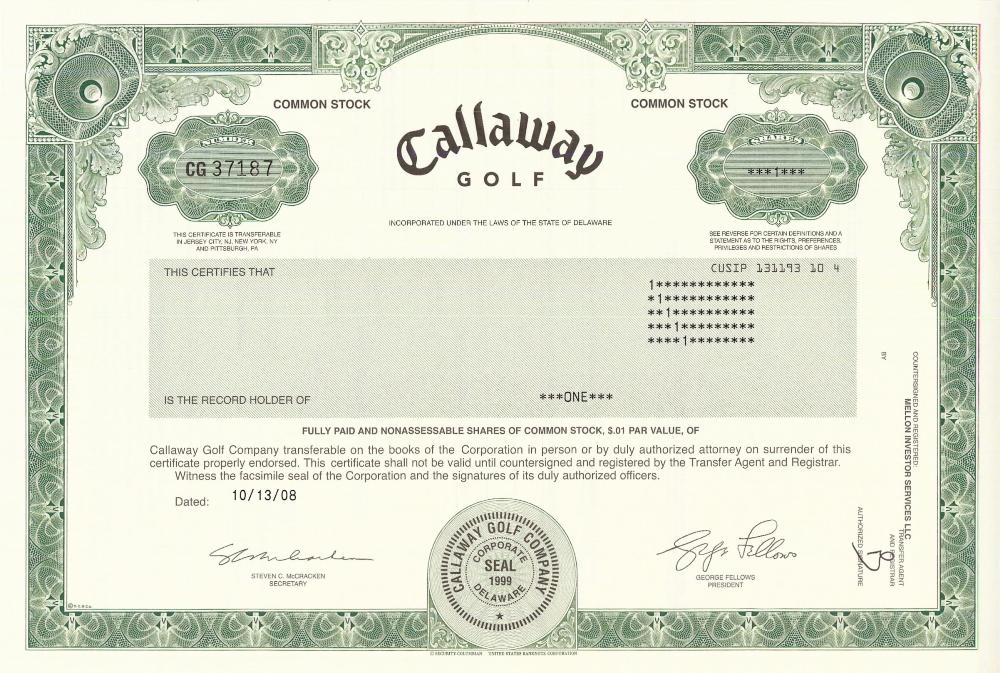 COMMON STOCK
COMMON STOCK
Callaway
GOLF
NUMBER
CG 37187
SHARES
***1***
INCORPORATED UNDER THE LAWS OF THE STATE OF DELAWARE
THIS CERTIFICATE IS TRANSFERABLE
IN JERSEY CITY, NJ, NEW YORK, NY
AND PITTSBURGH, PA
SEE REVERSE FOR CERTAIN DEFINITIONS AND A
STATEMENT AS TO THE RIGHTS, PREFERENCES,
PRIVILEGES AND RESTRICTIONS OF SHARES
THIS CERTIFIES THAT
CUSIP 131193 10 4
1************
*1***********
**1**********
***1*********
****1********
IS THE RECORD HOLDER OF
***ONE***
FULLY PAID AND NONASSESSABLE SHARES OF COMMON STOCK, $.01 PAR VALUE, OF
Callaway Golf Company transferable on the books of the Corporation in person or by duly authorized attorney on surrender of this
certificate properly endorsed. This certificate shall not be valid until countersigned and registered by the Transfer Agent and Registrar.
Witness the facsimile seal of the Corporation and the signatures of its duly authorized officers.
Dated: 10/13/08
STEVEN C. McCRACKEN
SECRETARY
CALLAWAY GOLF COMPANY
CORPORATE
SEAL
1999
DELAWARE
George Fellows
GEORGE FELLOWS
PRESIDENT
COUNTERSIGNED AND REGISTERED:
MELLON INVESTOR SERVICES LLC
TRANSFER AGENT
AND REGISTRAR
BY
AUTHORIZED SIGNATURE
© SECURITY-COLUMBIAN UNITED STATES BANKNOTE CORPORATION